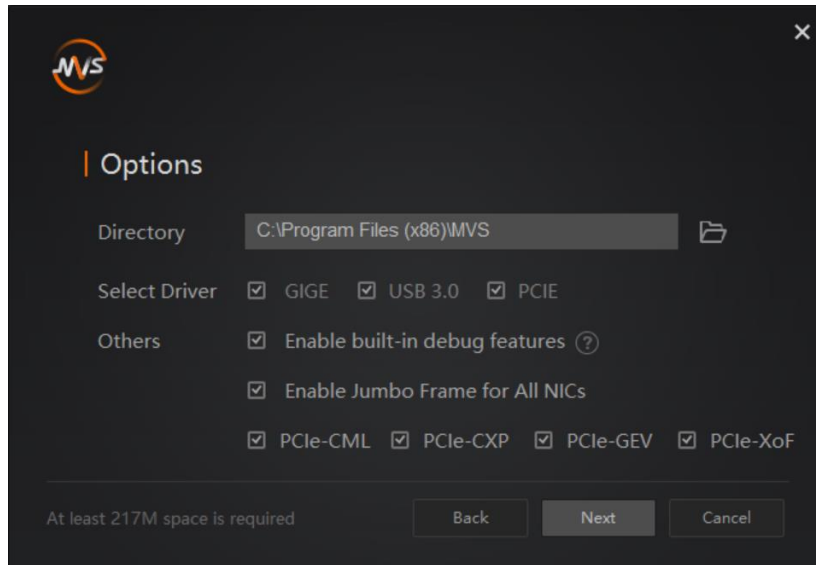 MVS
Options
Directory C:\Program Files (x86)\MVS
Select Driver GIGE USB 3.0 PCIE
Others Enable built-in debug features ?
Enable Jumbo Frame for All NICs
PCIe-CML PCIe-CXP PCIe-GEV PCIe-XoF
At least 217M space is required Back Next Cancel